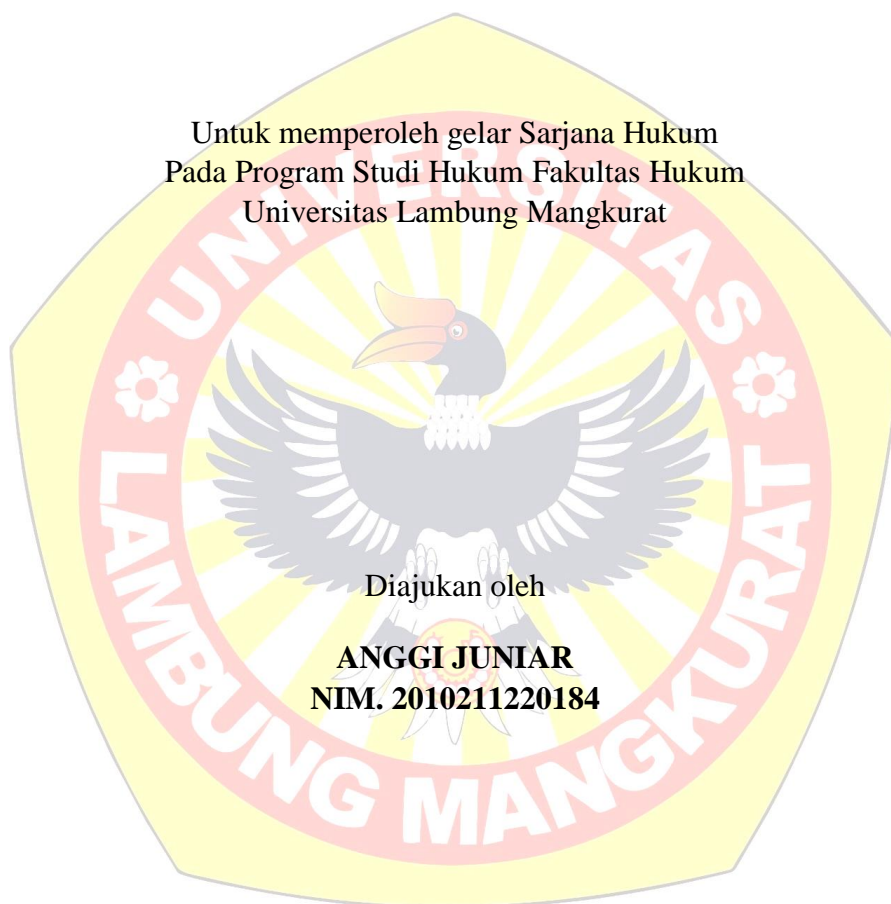 Untuk memperoleh gelar Sarjana Hukum
Pada Program Studi Hukum Fakultas Hukum
Universitas Lambung Mangkurat
UNIVERSITAS
Diajukan oleh
ANGGI JUNIAR
NIM. 2010211220184
LAMBUNG MANGKURAT